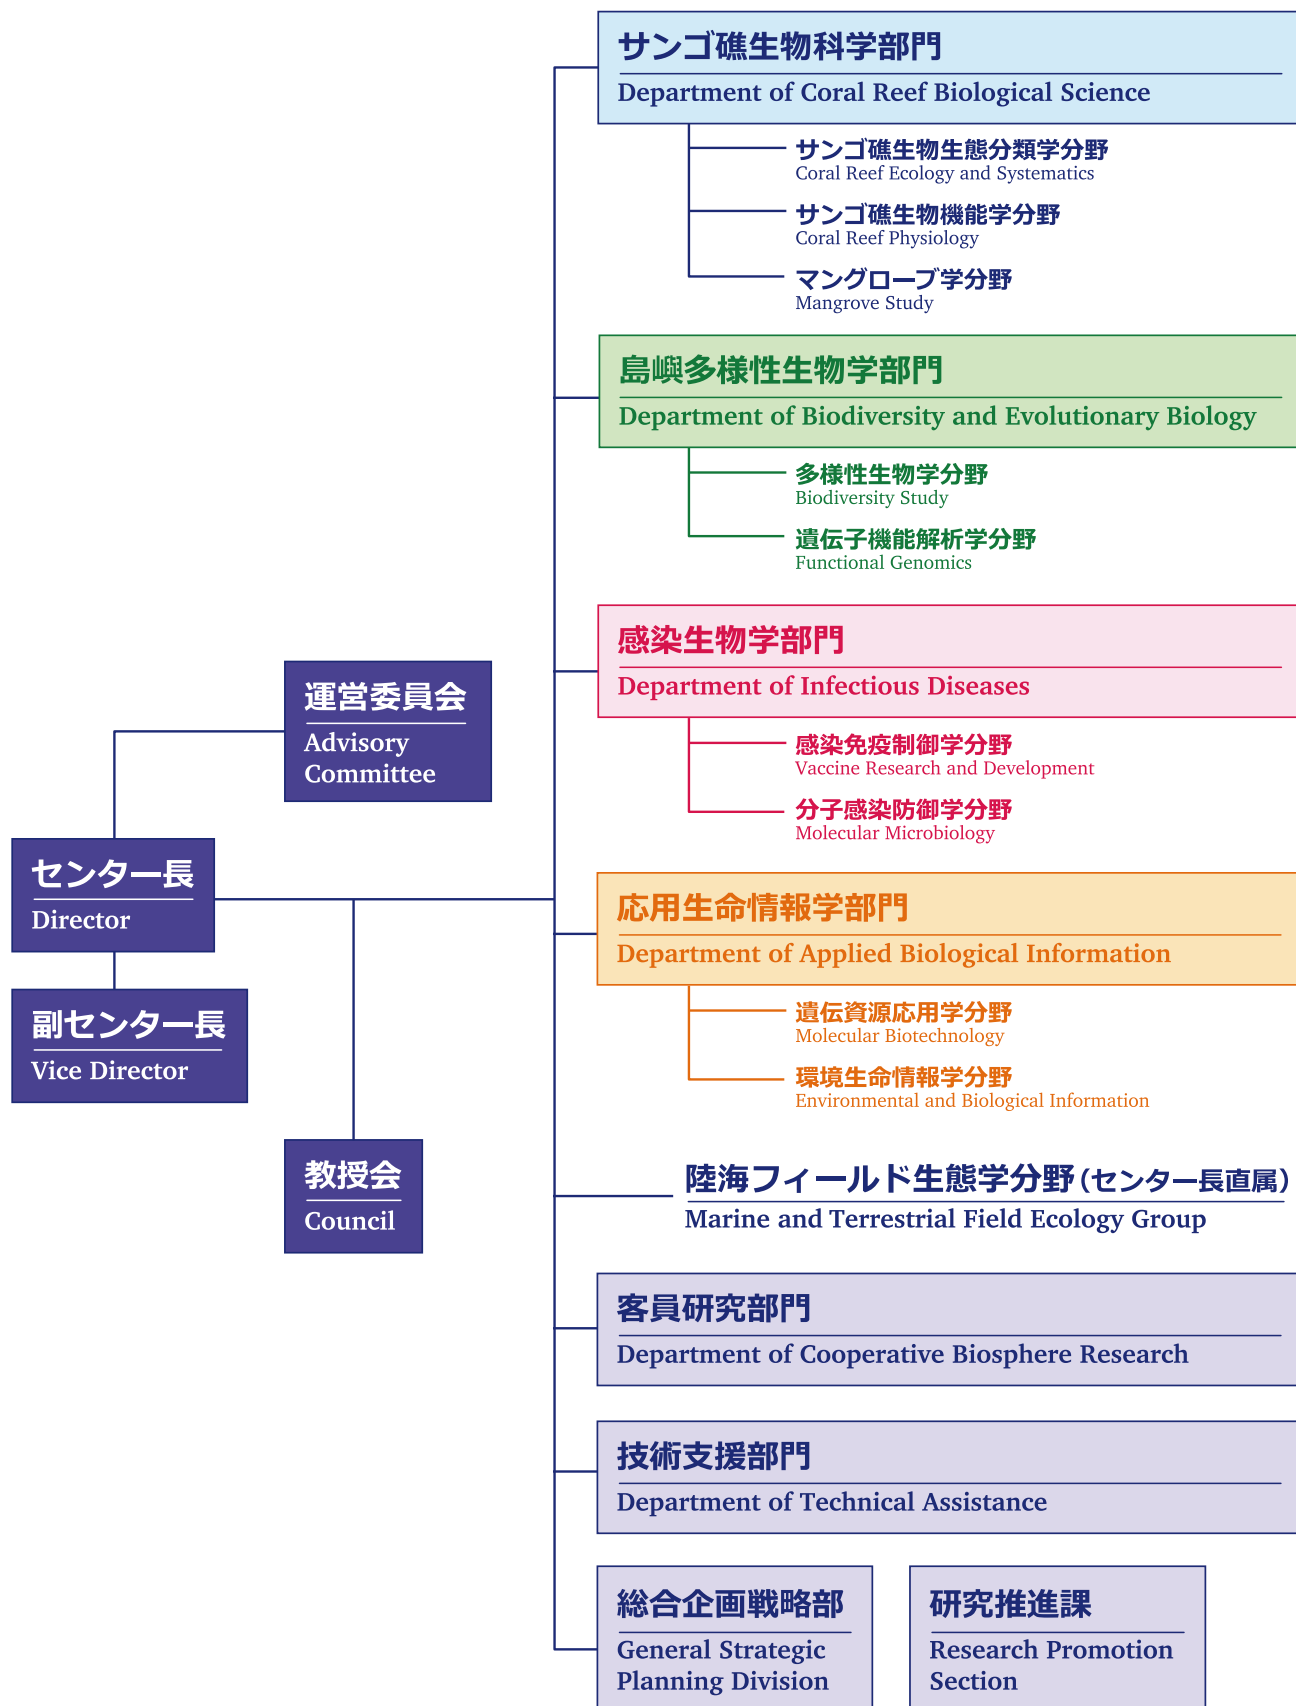 サンゴ礁生物科学部門
Department of Coral Reef Biological Science
サンゴ礁生物生態分類学分野
Coral Reef Ecology and Systematics
サンゴ礁生物機能学分野
Coral Reef Physiology
マングローブ学分野
Mangrove Study
島嶼多様性生物学部門
Department of Biodiversity and Evolutionary Biology
多様性生物学分野
Biodiversity Study
遺伝子機能解析学分野
Functional Genomics
感染生物学部門
Department of Infectious Diseases
感染免疫制御学分野
Vaccine Research and Development
分子感染防御学分野
Molecular Microbiology
運営委員会
Advisory
Committee
センター長
Director
副センター長
Vice Director
教授会
Council
応用生命情報学部門
Department of Applied Biological Information
遺伝資源応用学分野
Molecular Biotechnology
環境生命情報学分野
Environmental and Biological Information
陸海フィールド生態学分野（センター長直属）
Marine and Terrestrial Field Ecology Group
客員研究部門
Department of Cooperative Biosphere Research
技術支援部門
Department of Technical Assistance
総合企画戦略部
General Strategic
Planning Division
研究推進課
Research Promotion
Section